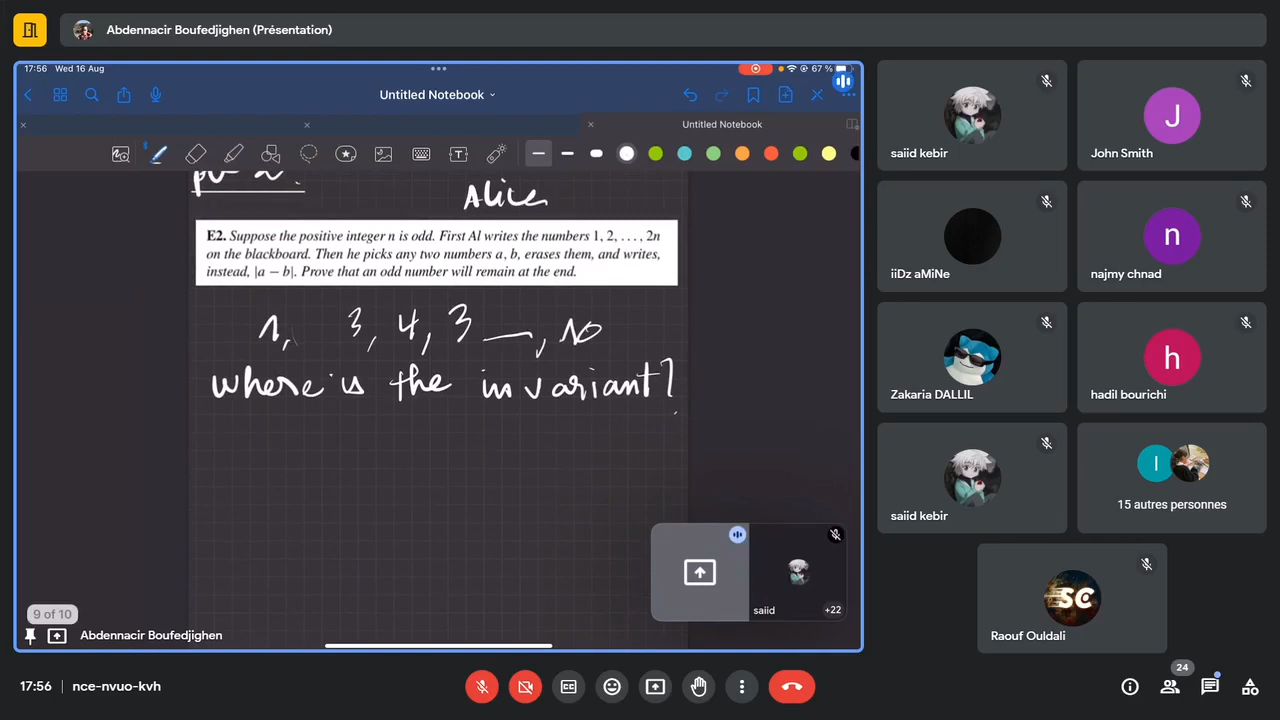 Abdennacir Boufedjighen (Présentation)
17:56 Wed 16 Aug
67 %
Untitled Notebook
Untitled Notebook
Alice
E2. Suppose the positive integer n is odd. First Al writes the numbers 1, 2, . . . , 2n
on the blackboard. Then he picks any two numbers a, b, erases them, and writes,
instead, |a − b|. Prove that an odd number will remain at the end.
1, 3, 4, 3 —, 10
where is the invariant?
9 of 10
Abdennacir Boufedjighen
saiid
+22
saiid kebir
J
John Smith
iiDz aMiNe
n
najmy chnad
Zakaria DALLIL
h
hadil bourichi
saiid kebir
I
15 autres personnes
SC
Raouf Ouldali
17:56 | nce-nvuo-kvh
24